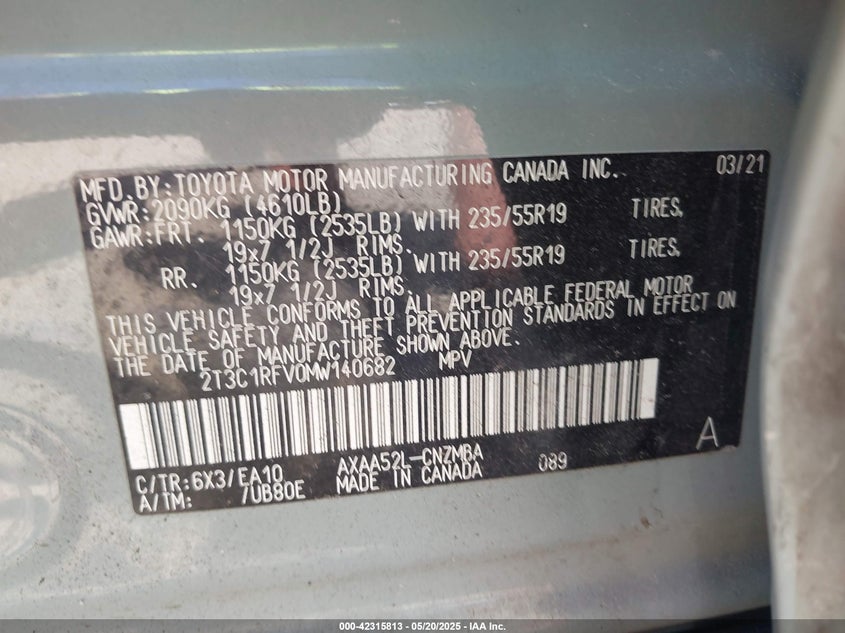 MFD. BY: TOYOTA MOTOR MANUFACTURING CANADA INC. 03/21
GVWR: 2090KG (4610LB)
GAWR: FRT. 1150KG (2535LB) WITH 235/55R19 TIRES,
19x7 1/2J RIMS.
RR. 1150KG (2535LB) WITH 235/55R19 TIRES,
19x7 1/2J RIMS.
THIS VEHICLE CONFORMS TO ALL APPLICABLE FEDERAL MOTOR
VEHICLE SAFETY AND THEFT PREVENTION STANDARDS IN EFFECT ON
THE DATE OF MANUFACTURE SHOWN ABOVE.
2T3C1RFV0MW140682 MPV
A
C/TR: 6X3/EA10 AXAA52L-CNZMBA 089
A/TM: /UB80E MADE IN CANADA
000-42315813 - 05/20/2025 - IAA Inc.